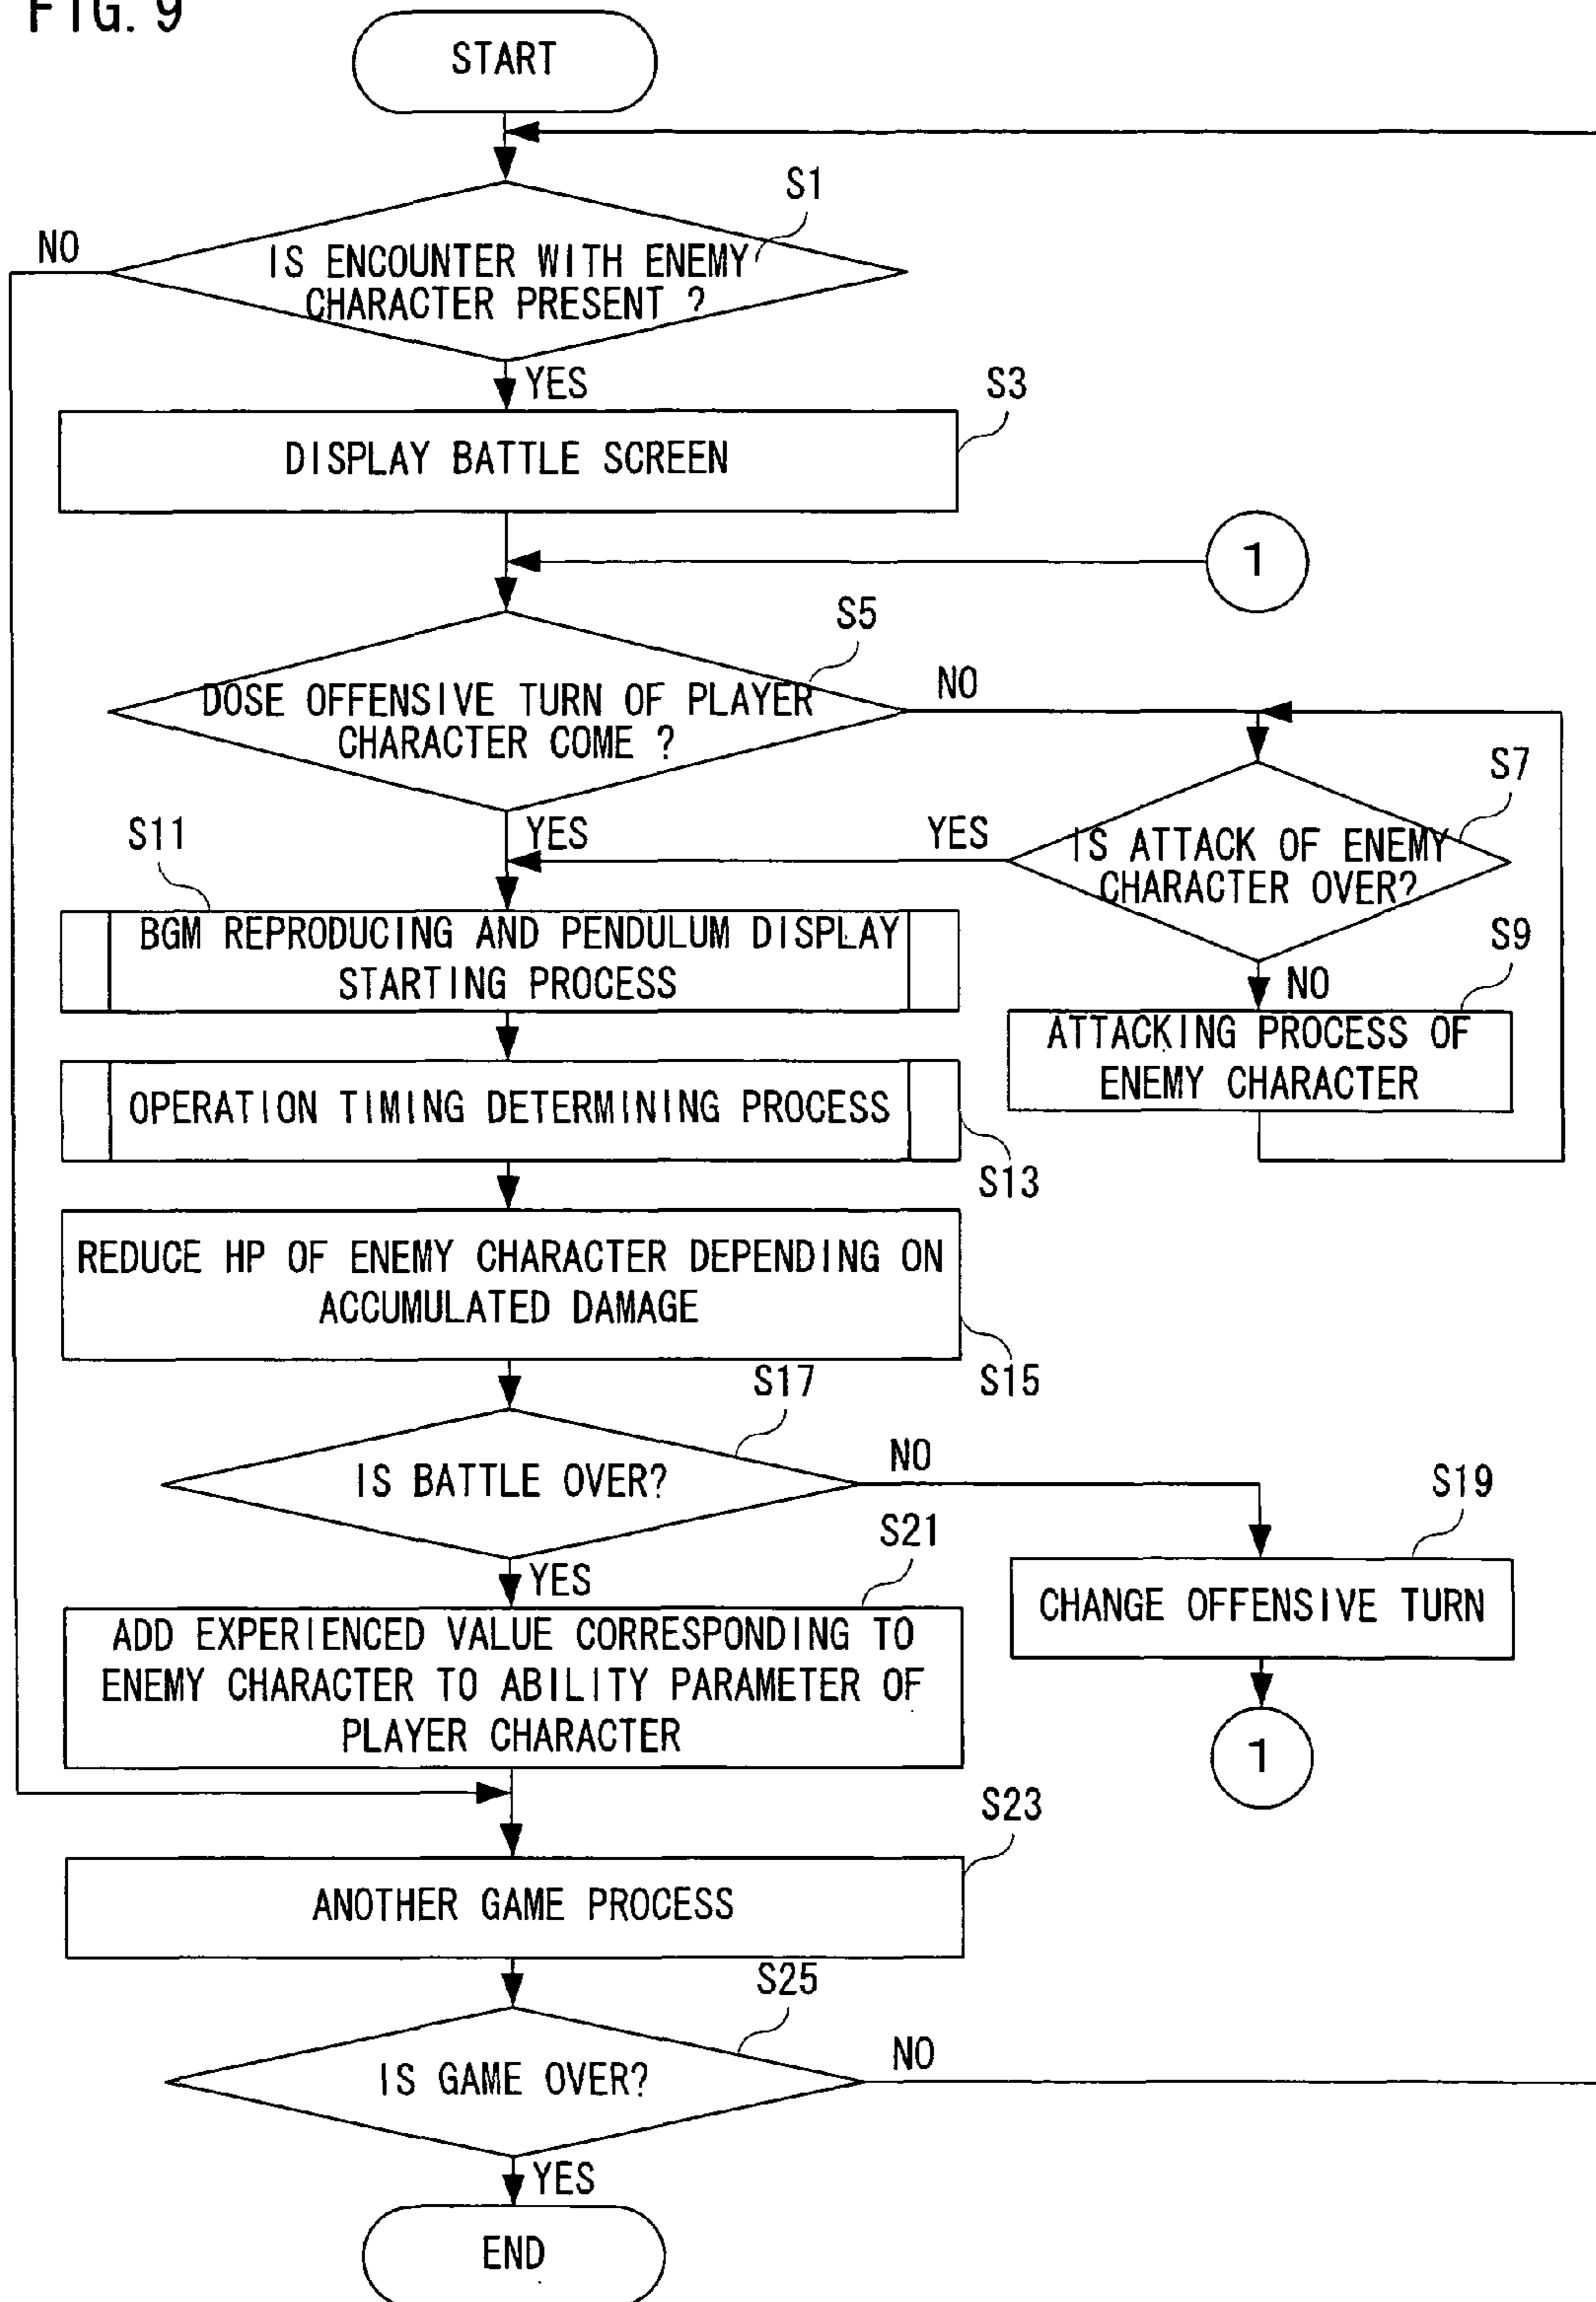 FIG. 9
START
S1
NO
IS ENCOUNTER WITH ENEMY
CHARACTER PRESENT ?
YES
S3
DISPLAY BATTLE SCREEN
1
S5
DOSE OFFENSIVE TURN OF PLAYER
CHARACTER COME ?
NO
S7
YES
YES
IS ATTACK OF ENEMY
CHARACTER OVER?
S11
BGM REPRODUCING AND PENDULUM DISPLAY
STARTING PROCESS
NO
S9
ATTACKING PROCESS OF
ENEMY CHARACTER
OPERATION TIMING DETERMINING PROCESS
S13
REDUCE HP OF ENEMY CHARACTER DEPENDING ON
ACCUMULATED DAMAGE
S15
S17
IS BATTLE OVER?
NO
S19
CHANGE OFFENSIVE TURN
1
YES
S21
ADD EXPERIENCED VALUE CORRESPONDING TO
ENEMY CHARACTER TO ABILITY PARAMETER OF
PLAYER CHARACTER
S23
ANOTHER GAME PROCESS
S25
IS GAME OVER?
NO
YES
END